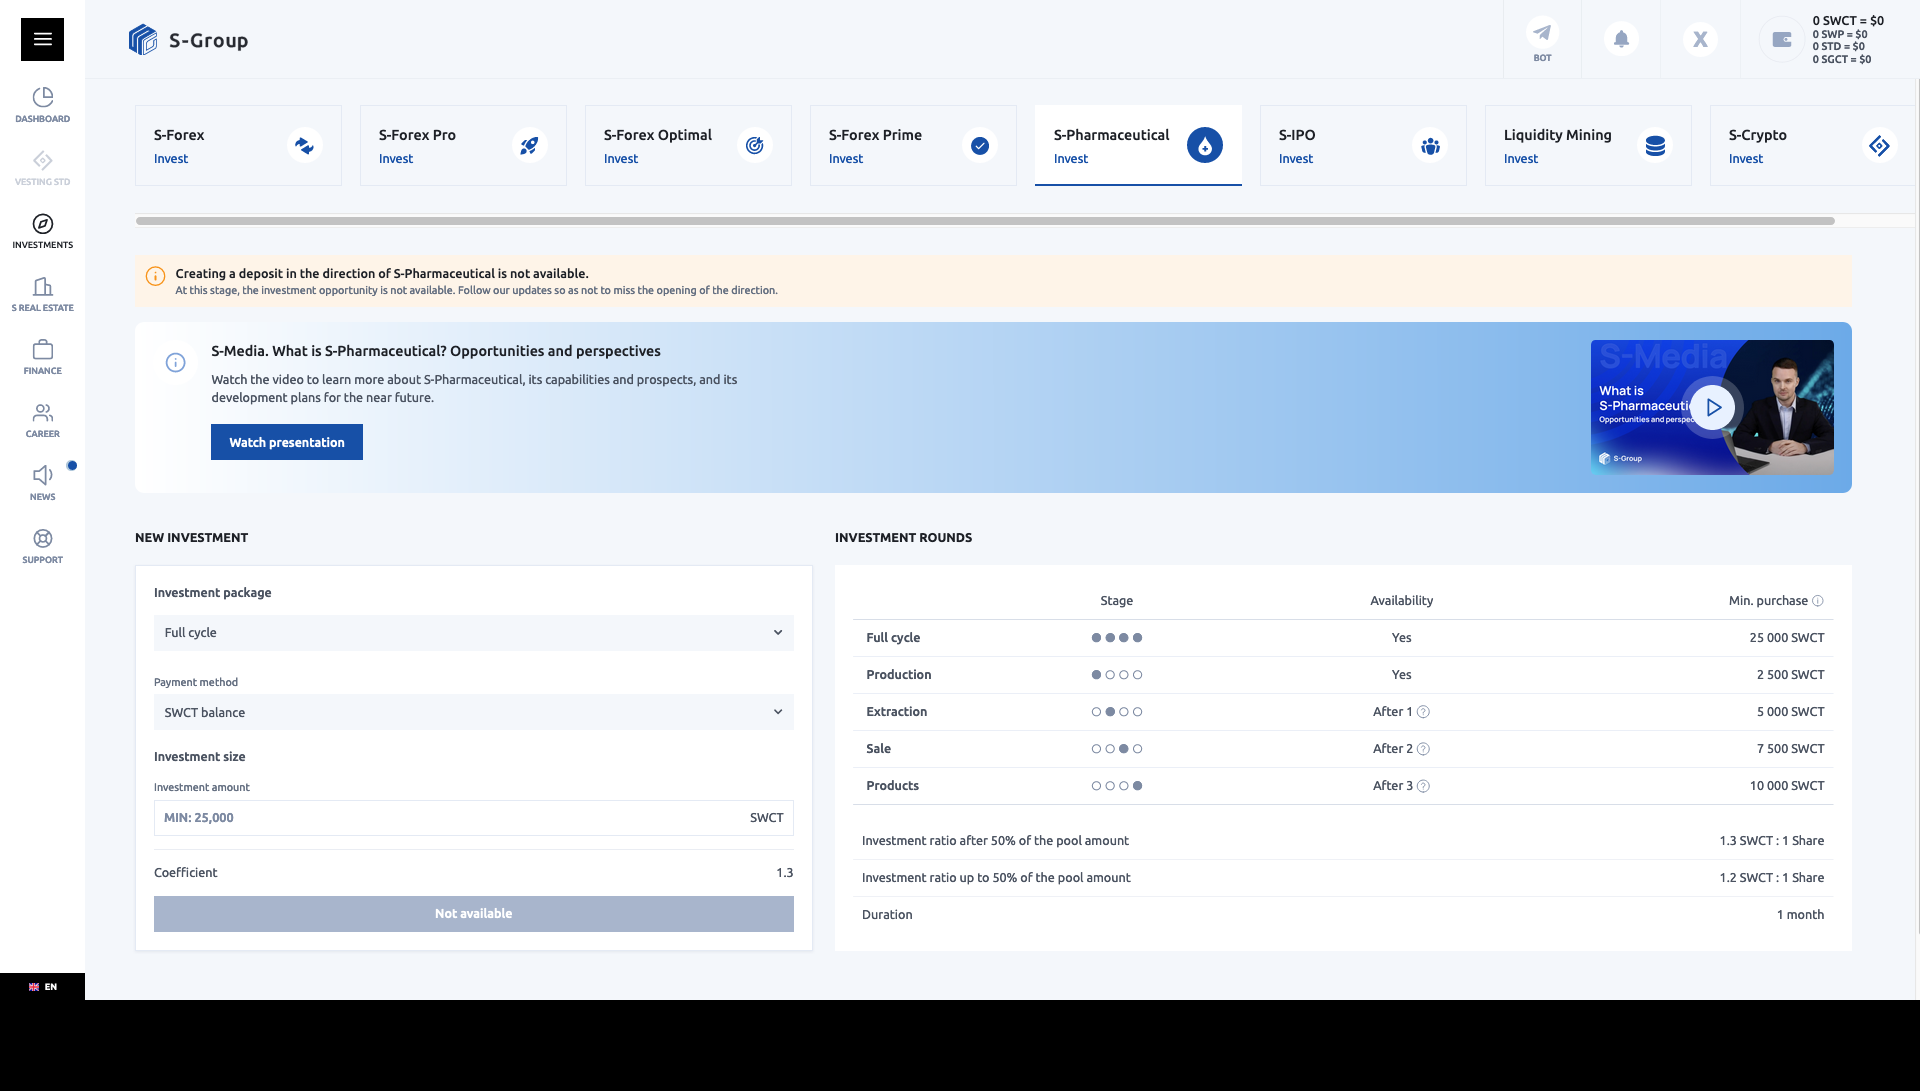 S-Group
BOT
X
0 SWCT = $0
0 SWP = $0
0 STD = $0
0 SGCT = $0
DASHBOARD
VESTING STD
INVESTMENTS
S REAL ESTATE
FINANCE
CAREER
NEWS
SUPPORT
EN
S-Forex
Invest
S-Forex Pro
Invest
S-Forex Optimal
Invest
S-Forex Prime
Invest
S-Pharmaceutical
Invest
S-IPO
Invest
Liquidity Mining
Invest
S-Crypto
Invest
Creating a deposit in the direction of S-Pharmaceutical is not available.
At this stage, the investment opportunity is not available. Follow our updates so as not to miss the opening of the direction.
S-Media. What is S-Pharmaceutical? Opportunities and perspectives
Watch the video to learn more about S-Pharmaceutical, its capabilities and prospects, and its
development plans for the near future.
Watch presentation
S-Media
What is
S-Pharmaceuti
Opportunities and perspec
S-Group
NEW INVESTMENT
Investment package
Full cycle
Payment method
SWCT balance
Investment size
Investment amount
MIN: 25,000 SWCT
Coefficient 1.3
Not available
INVESTMENT ROUNDS
Stage Availability Min. purchase
Full cycle Yes 25 000 SWCT
Production Yes 2 500 SWCT
Extraction After 1 5 000 SWCT
Sale After 2 7 500 SWCT
Products After 3 10 000 SWCT
Investment ratio after 50% of the pool amount 1.3 SWCT : 1 Share
Investment ratio up to 50% of the pool amount 1.2 SWCT : 1 Share
Duration 1 month